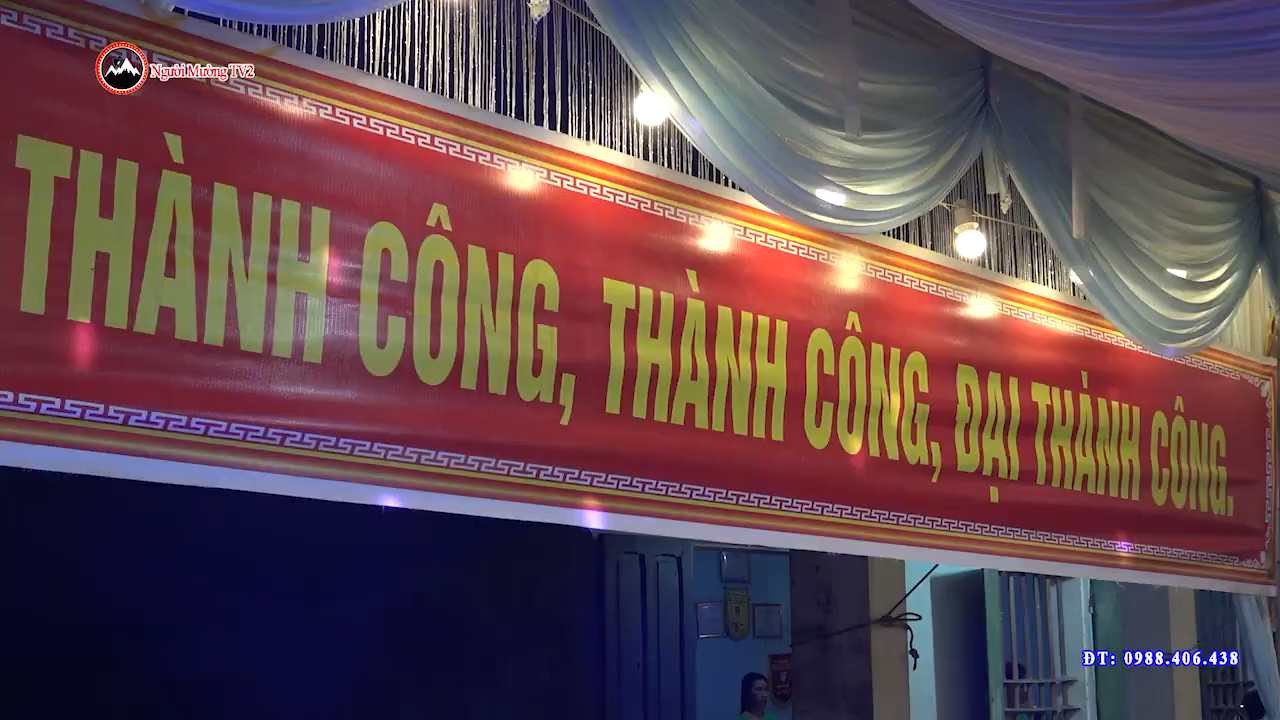 Người Mường TV2
THÀNH CÔNG, THÀNH CÔNG, ĐẠI THÀNH CÔNG.
ĐT: 0988.406.438